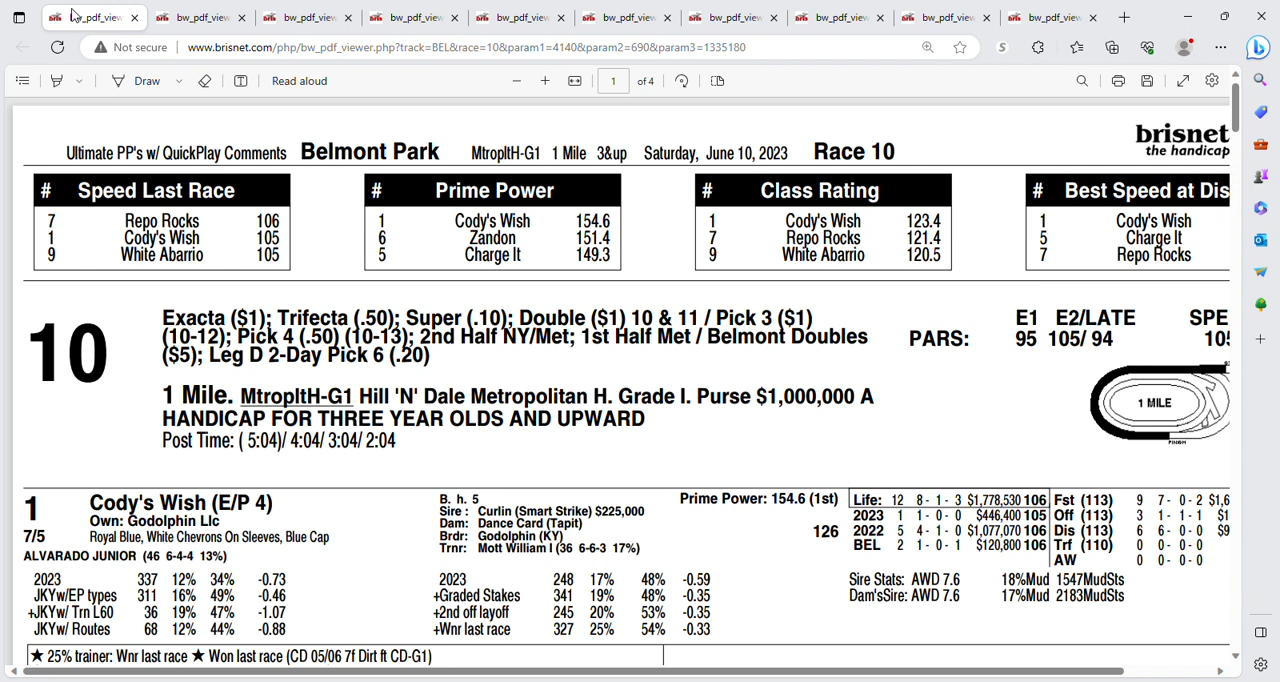 bw_pdf_view
bw_pdf_view
bw_pdf_view
bw_pdf_view
bw_pdf_view
bw_pdf_view
bw_pdf_view
bw_pdf_view
bw_pdf_view
Not secure www.brisnet.com/php/bw_pdf_viewer.php?track=BEL&race=10&param1=4140&param2=690&param3=1335180
Draw Read aloud 1 of 4
brisnet
the handicap
Ultimate PP's w/ QuickPlay Comments Belmont Park MtropltH-G1 1 Mile 3&up Saturday, June 10, 2023 Race 10
# Speed Last Race # Prime Power # Class Rating # Best Speed at Dis
7 Repo Rocks 106 1 Cody's Wish 154.6 1 Cody's Wish 123.4 1 Cody's Wish
1 Cody's Wish 105 6 Zandon 151.4 7 Repo Rocks 121.4 5 Charge It
9 White Abarrio 105 5 Charge It 149.3 9 White Abarrio 120.5 7 Repo Rocks
10
Exacta ($1); Trifecta (.50); Super (.10); Double ($1) 10 & 11 / Pick 3 ($1)
(10-12); Pick 4 (.50) (10-13); 2nd Half NY/Met; 1st Half Met / Belmont Doubles
($5); Leg D 2-Day Pick 6 (.20)
PARS: E1 E2/LATE SPE
95 105/ 94 105
1 Mile. MtropltH-G1 Hill 'N' Dale Metropolitan H. Grade I. Purse $1,000,000 A
HANDICAP FOR THREE YEAR OLDS AND UPWARD
Post Time: ( 5:04)/ 4:04/ 3:04/ 2:04
1 MILE
FINISH
1 Cody's Wish (E/P 4)
Own: Godolphin Llc
7/5 Royal Blue, White Chevrons On Sleeves, Blue Cap
ALVARADO JUNIOR (46 6-4-4 13%)
B. h. 5
Sire : Curlin (Smart Strike) $225,000
Dam: Dance Card (Tapit)
Brdr: Godolphin (KY)
Trnr: Mott William I (36 6-6-3 17%)
Prime Power: 154.6 (1st)
126
Life: 12 8 - 1 - 3 $1,778,530 106 Fst (113) 9 7 - 0 - 2 $1,6
2023 1 1 - 0 - 0 $446,400 105 Off (113) 3 1 - 1 - 1 $1
2022 5 4 - 1 - 0 $1,077,070 106 Dis (113) 6 6 - 0 - 0 $9
BEL 2 1 - 0 - 1 $120,800 106 Trf (110) 0 0 - 0 - 0
AW 0 0 - 0 - 0
2023 337 12% 34% -0.73 2023 248 17% 48% -0.59 Sire Stats: AWD 7.6 18%Mud 1547MudSts
JKYw/EP types 311 16% 49% -0.46 +Graded Stakes 341 19% 48% -0.35 Dam'sSire: AWD 7.6 17%Mud 2183MudSts
+JKYw/ Trn L60 36 19% 47% -1.07 +2nd off layoff 245 20% 53% -0.35
JKYw/ Routes 68 12% 44% -0.88 +Wnr last race 327 25% 54% -0.33
★ 25% trainer: Wnr last race ★ Won last race (CD 05/06 7f Dirt ft CD-G1)